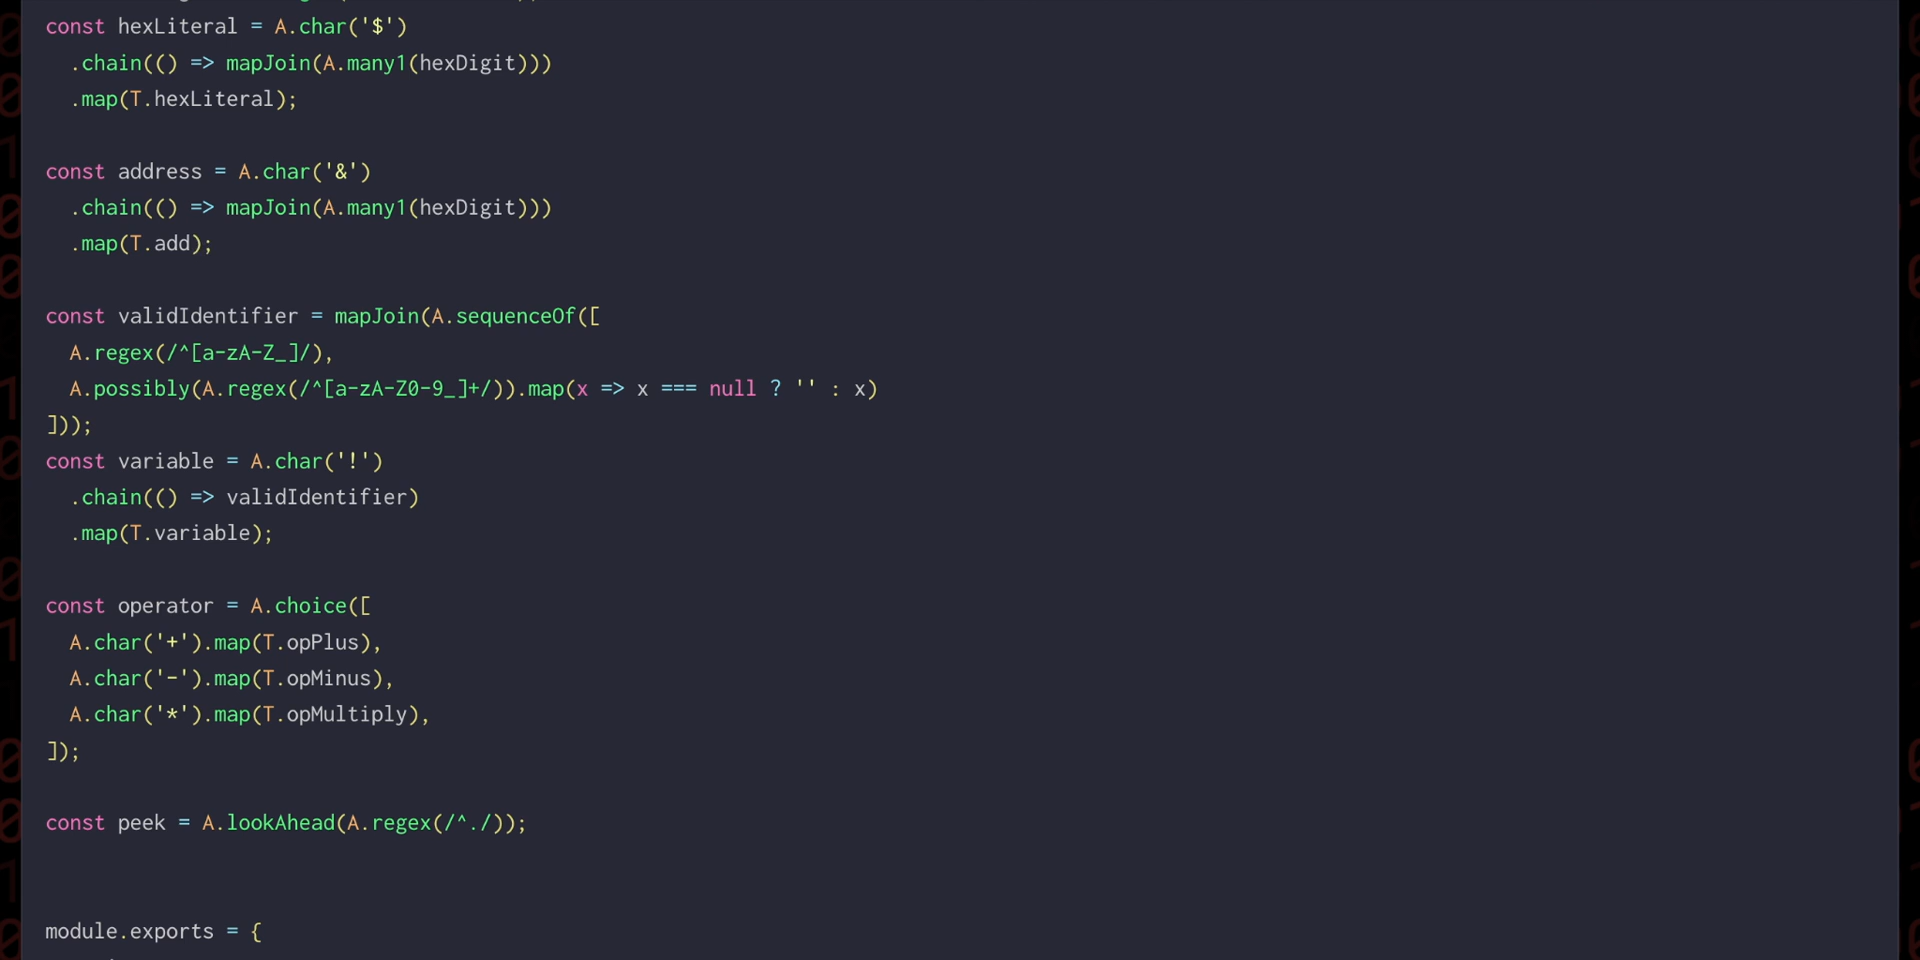 const hexLiteral = A.char('$')
  .chain(() => mapJoin(A.many1(hexDigit)))
  .map(T.hexLiteral);
const address = A.char('&')
  .chain(() => mapJoin(A.many1(hexDigit)))
  .map(T.add);
const validIdentifier = mapJoin(A.sequenceOf([
  A.regex(/^[a-zA-Z_]/),
  A.possibly(A.regex(/^[a-zA-Z0-9_]+/)).map(x => x === null ? '' : x)
]));
const variable = A.char('!')
  .chain(() => validIdentifier)
  .map(T.variable);
const operator = A.choice([
  A.char('+').map(T.opPlus),
  A.char('-').map(T.opMinus),
  A.char('*').map(T.opMultiply),
]);
const peek = A.lookAhead(A.regex(/^./));
module.exports = {